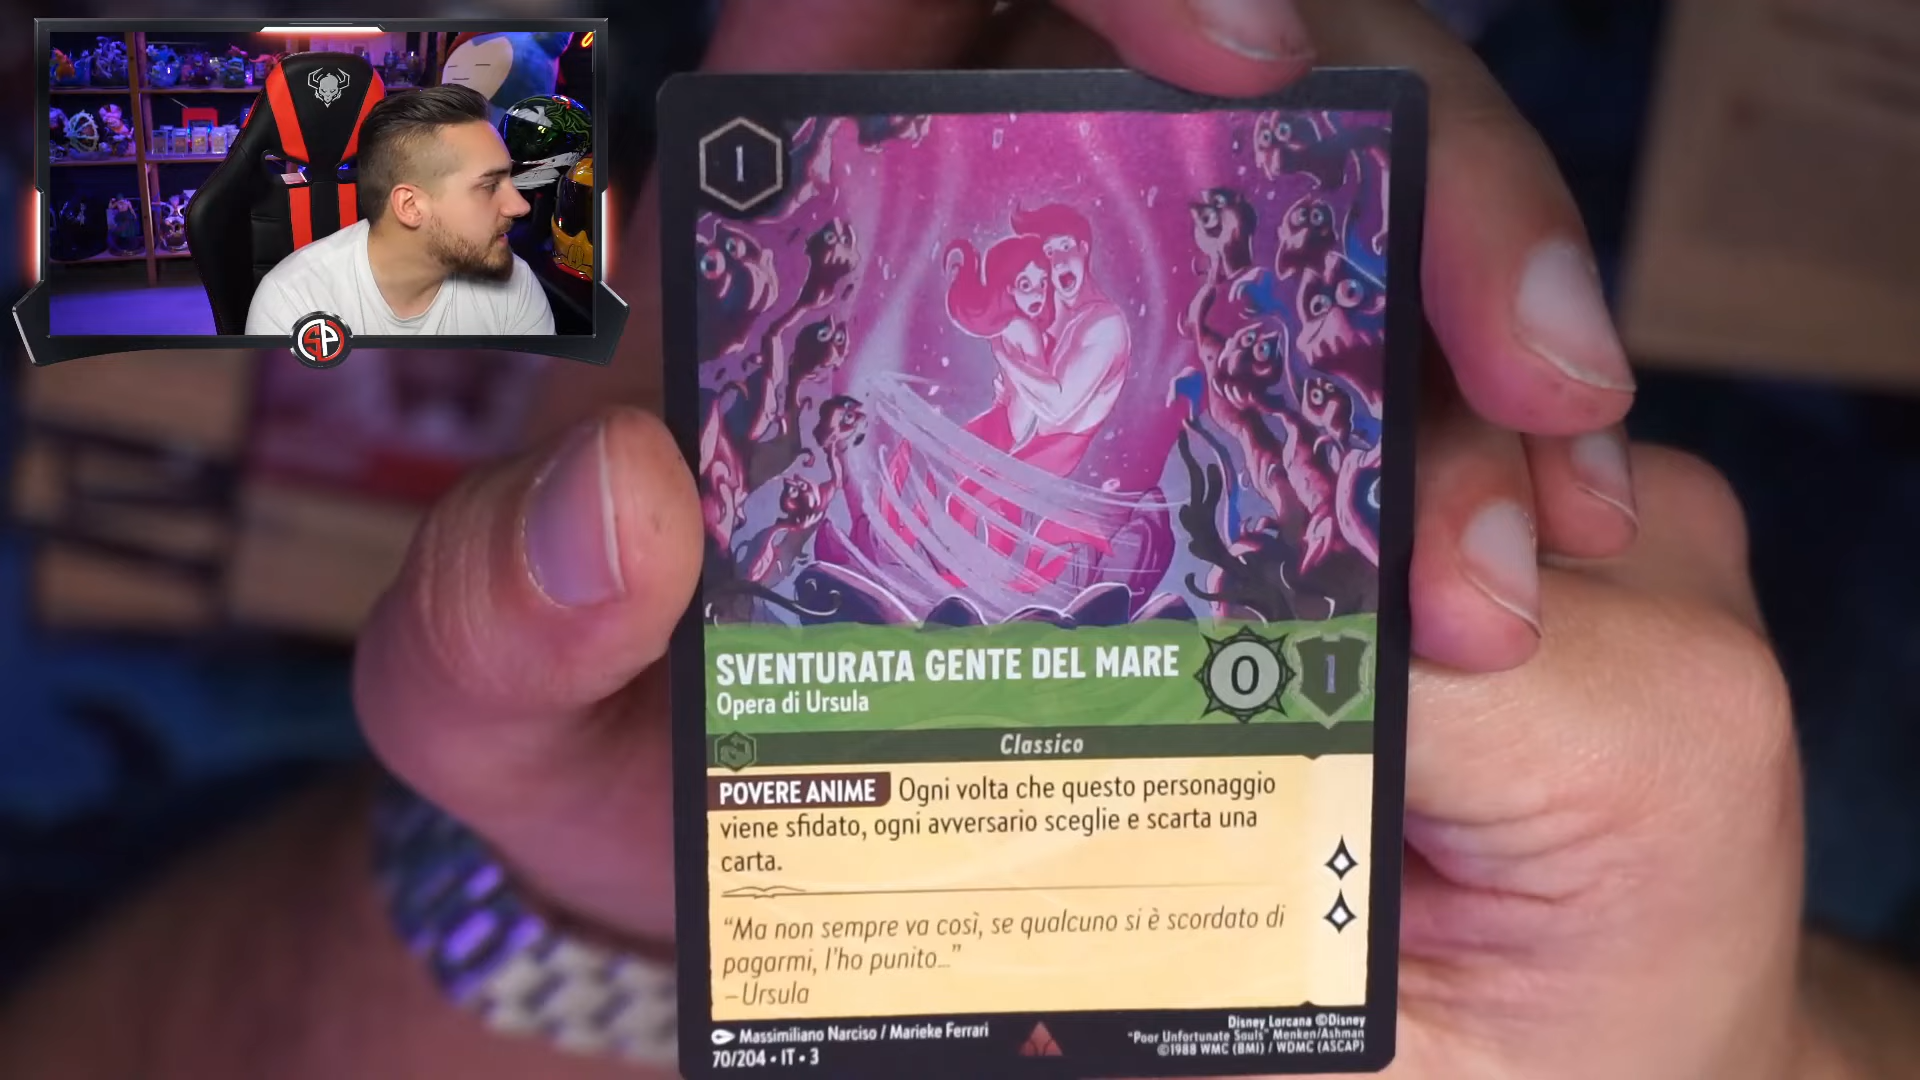 SP
1
SVENTURATA GENTE DEL MARE
Opera di Ursula
0
1
Classico
POVERE ANIME Ogni volta che questo personaggio
viene sfidato, ogni avversario sceglie e scarta una
carta.
“Ma non sempre va così, se qualcuno si è scordato di
pagarmi, l’ho punito...”
–Ursula
Massimiliano Narciso / Marieke Ferrari
70/204 • IT • 3
Disney Lorcana ©Disney
"Poor Unfortunate Souls" Menken/Ashman
©1988 WMC (BMI) / WDMC (ASCAP)